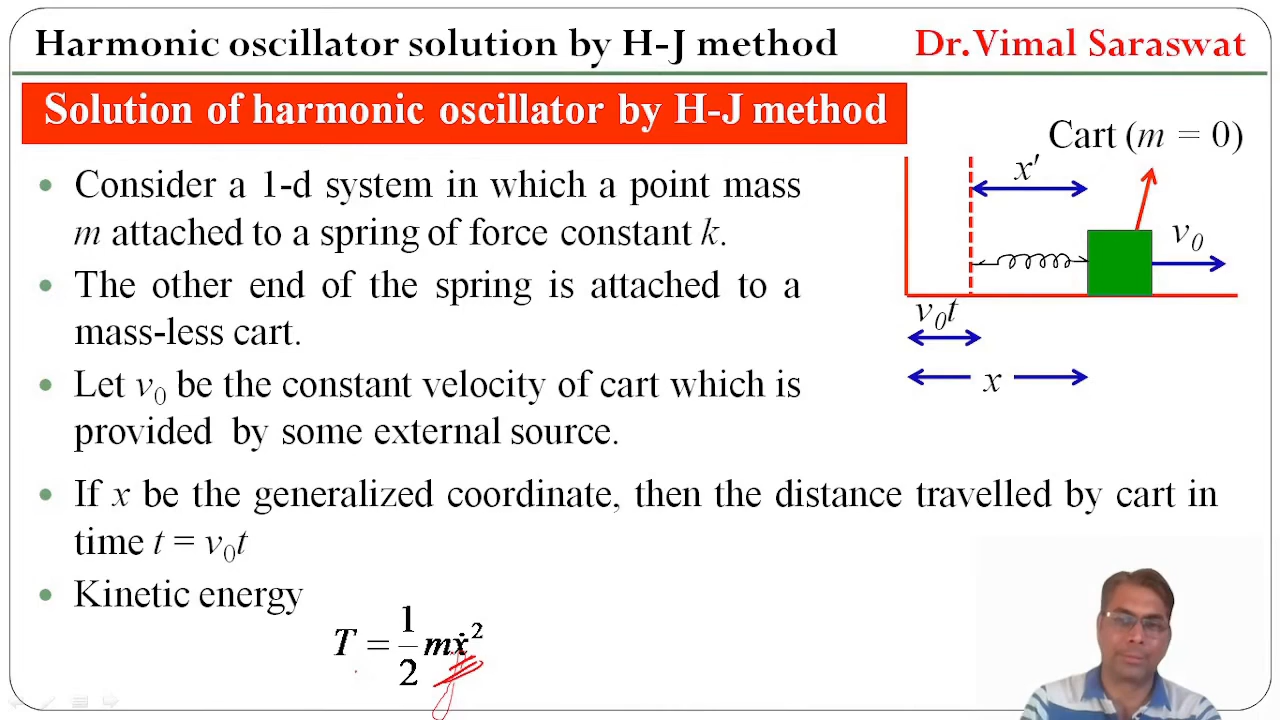 Harmonic oscillator solution by H-J method
Dr.Vimal Saraswat
Solution of harmonic oscillator by H-J method
• Consider a 1-d system in which a point mass
m attached to a spring of force constant k.
• The other end of the spring is attached to a
mass-less cart.
• Let v₀ be the constant velocity of cart which is
provided by some external source.
• If x be the generalized coordinate, then the distance travelled by cart in
time t = v₀t
• Kinetic energy
T = 1/2 mẋ²
Cart (m = 0)
x′
v₀
v₀t
x